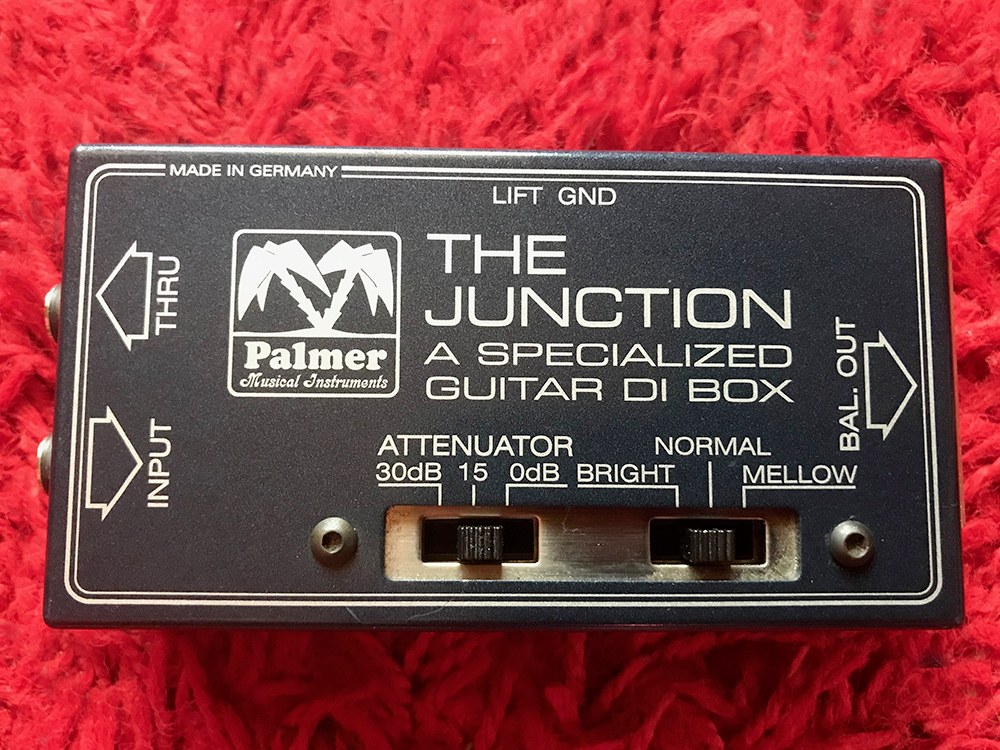 MADE IN GERMANY
LIFT GND
THRU
THE
JUNCTION
Palmer
Musical Instruments
A SPECIALIZED
GUITAR DI BOX
BAL. OUT
INPUT
ATTENUATOR
30dB 15 0dB
NORMAL
BRIGHT
MELLOW